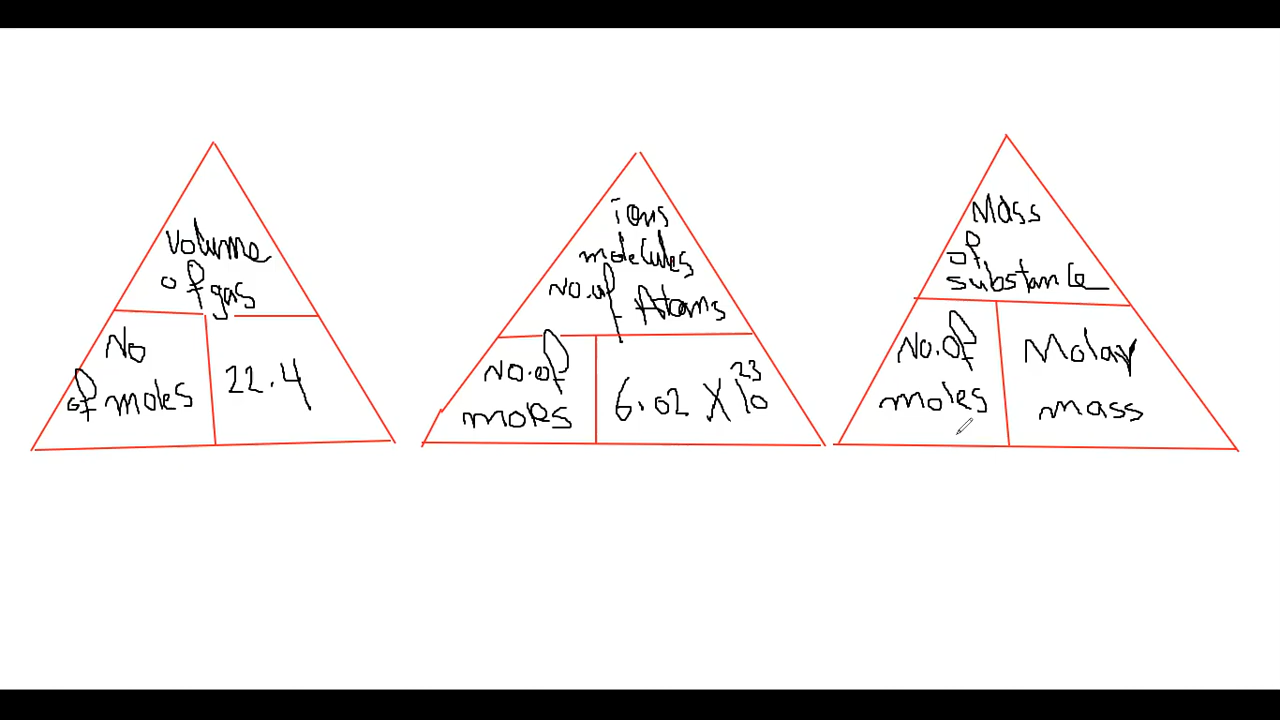 Volume
of gas
No
of moles
22.4
ions
molecules
No.of Atoms
No.of
moles
6.02 X 10^23
Mass
of
substance
No.of
moles
Molar
mass